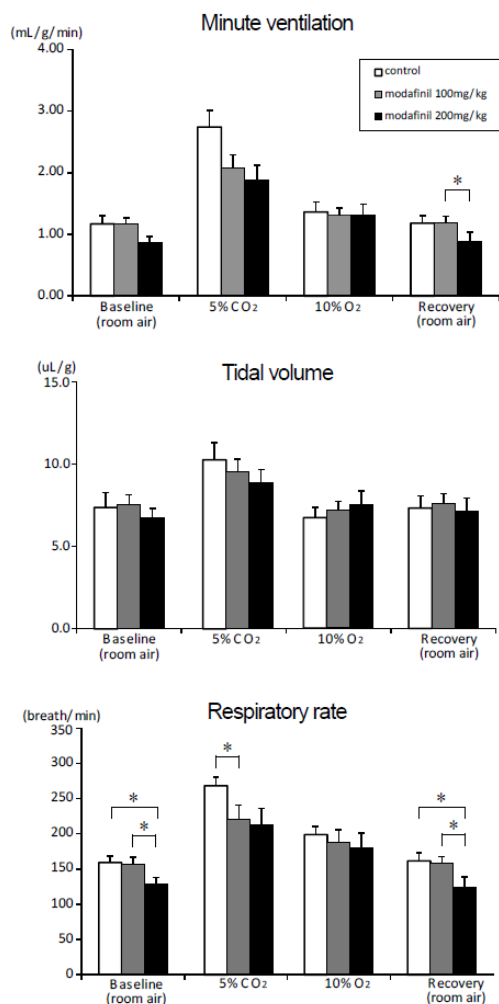 Minute ventilation
(mL/g/min)
4.00
3.00
2.00
1.00
0.00
control
modafinil 100mg/kg
modafinil 200mg/kg
*
Baseline
(room air)
5% CO2
10% O2
Recovery
(room air)
Tidal volume
(uL/g)
15.0
10.0
5.0
0.0
Baseline
(room air)
5% CO2
10% O2
Recovery
(room air)
Respiratory rate
(breath/min)
350
300
250
200
150
100
50
0
*
*
*
*
*
Baseline
(room air)
5% CO2
10% O2
Recovery
(room air)